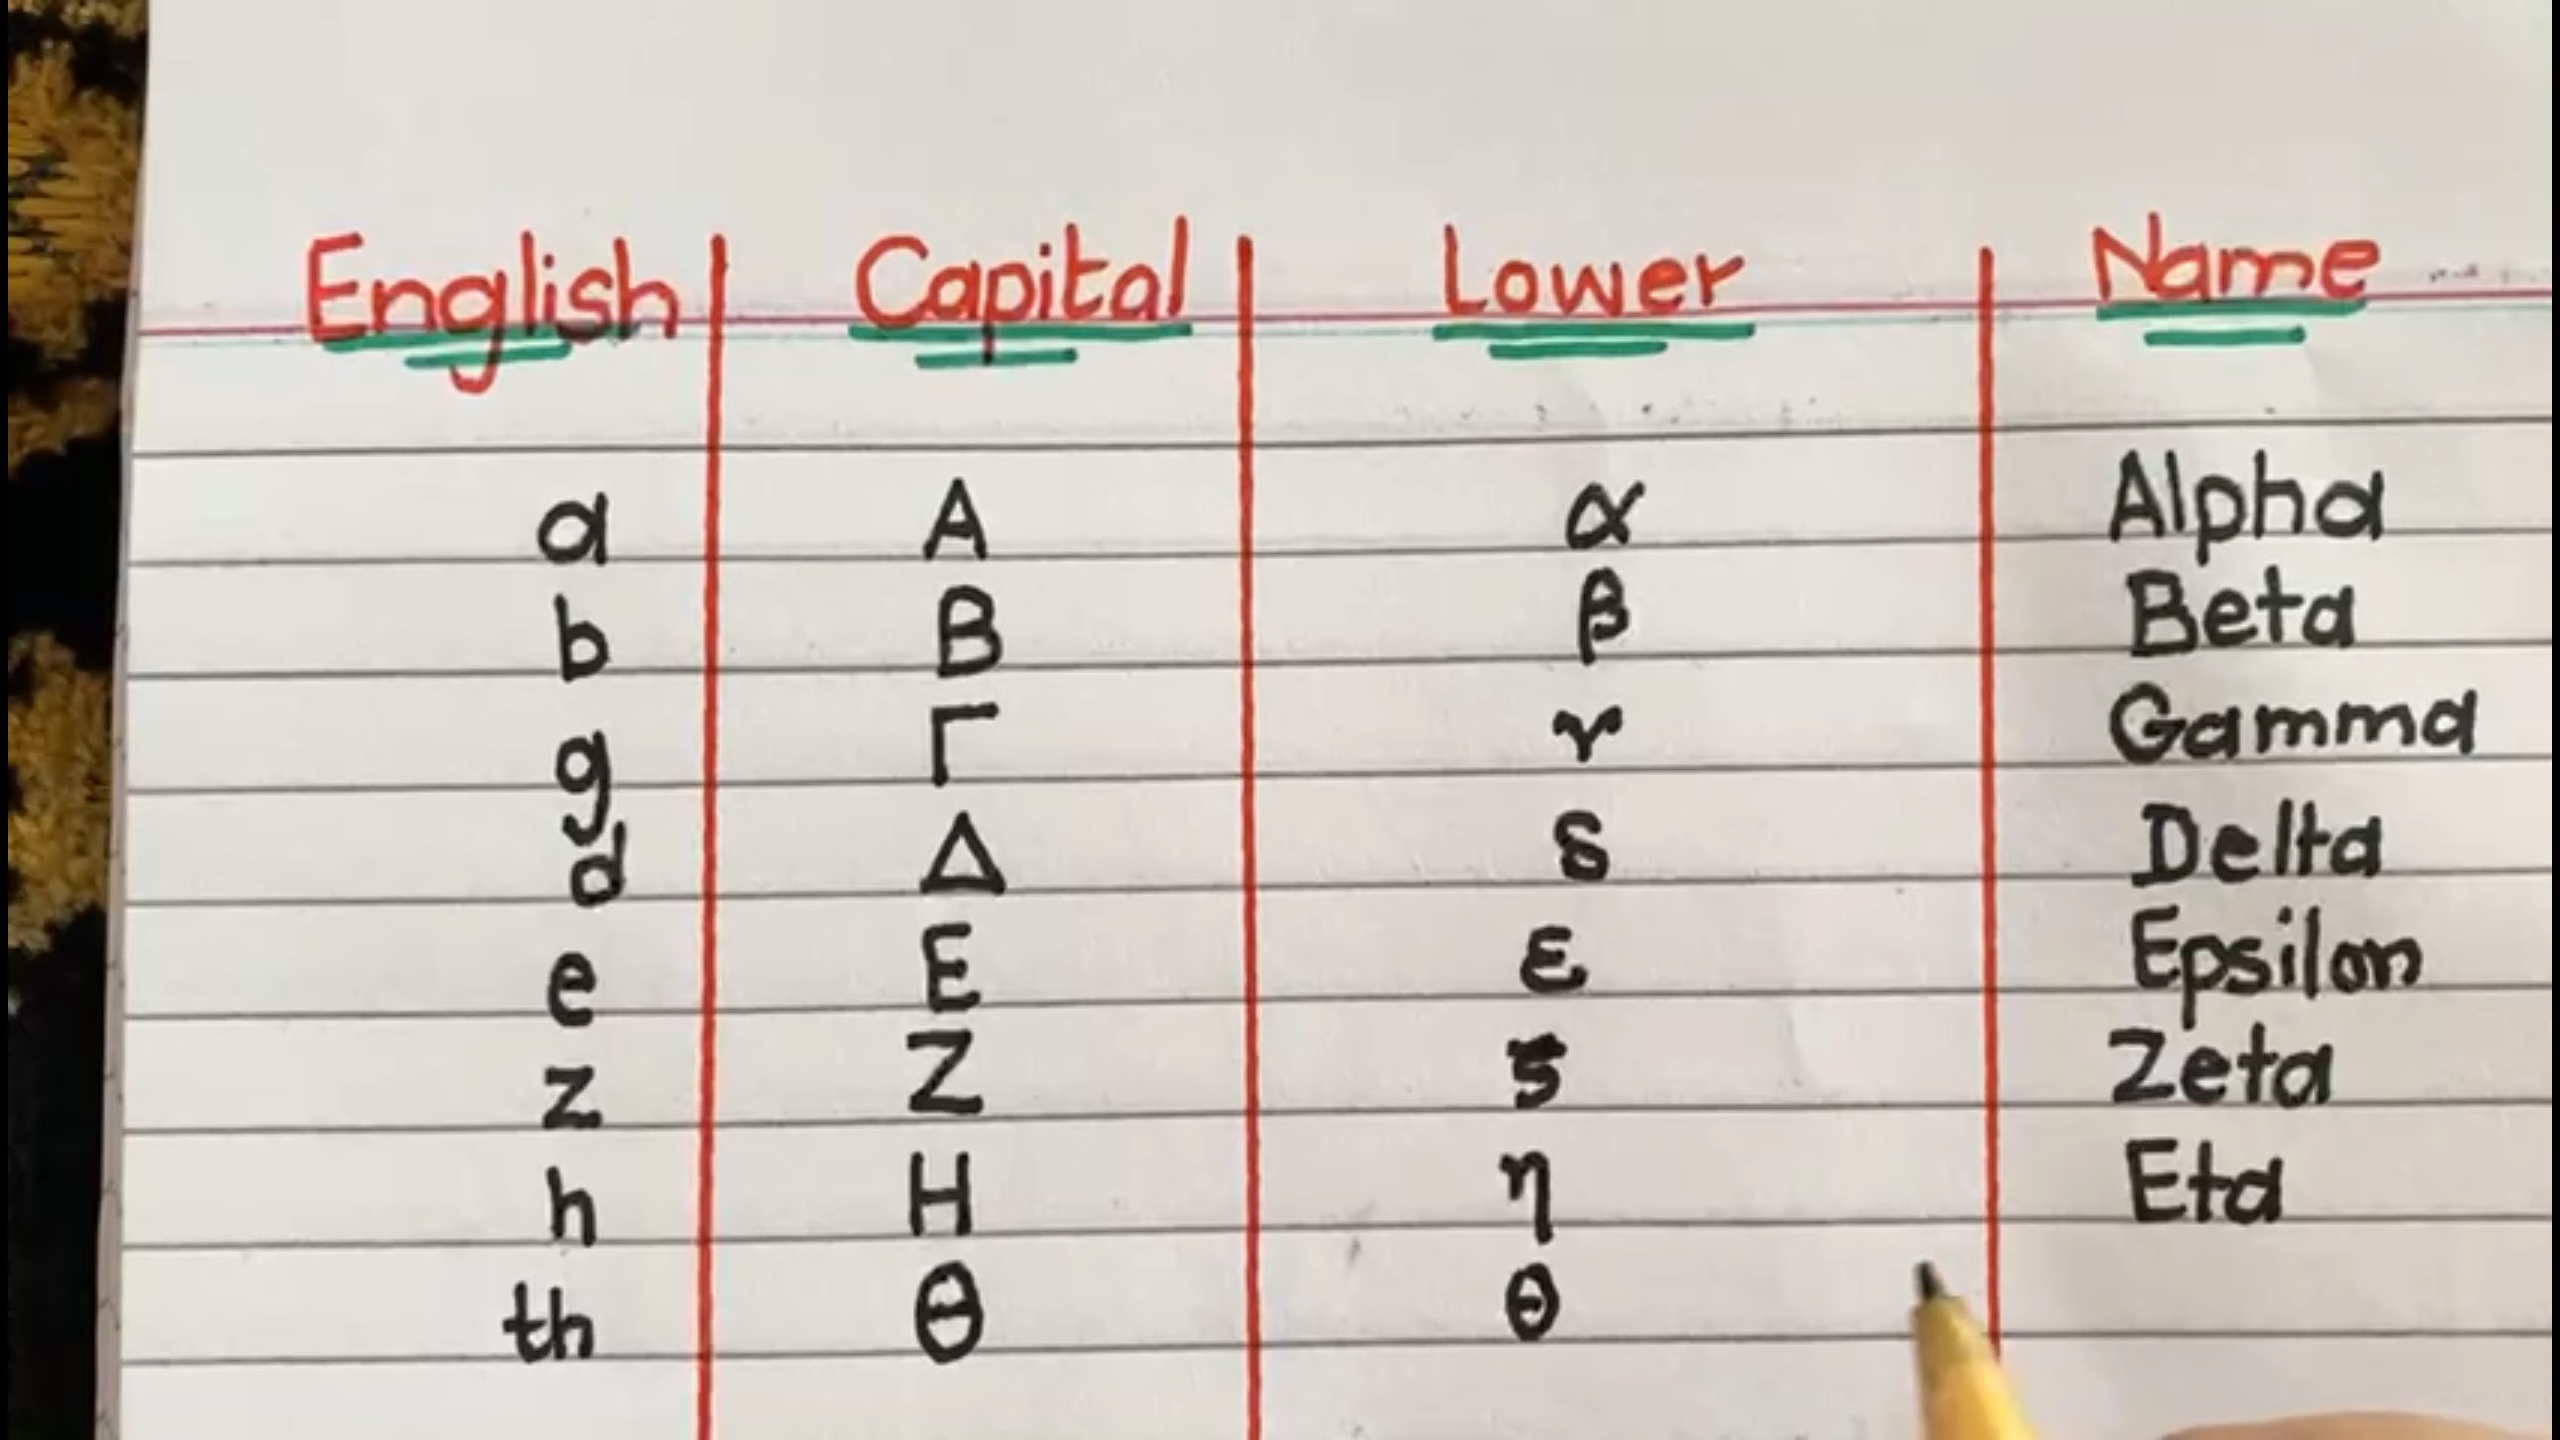 English Capital Lower Name
a A α Alpha
b B β Beta
g Γ γ Gamma
d Δ δ Delta
e E ε Epsilon
z Z ζ Zeta
h H η Eta
th Θ θ